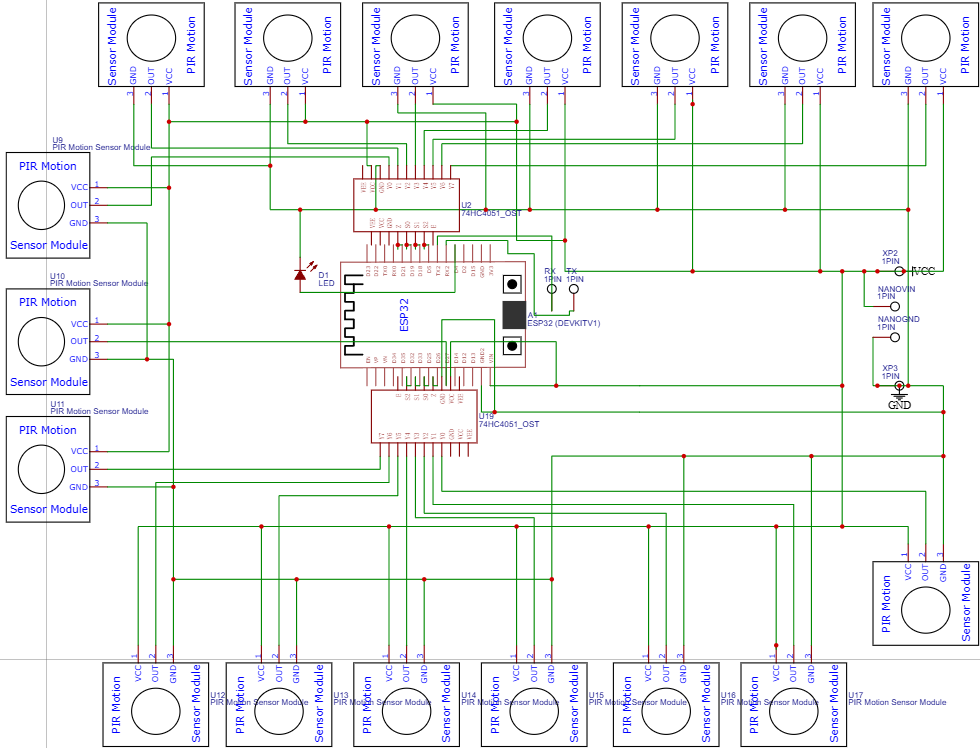 Sensor Module PIR Motion
Sensor Module PIR Motion
Sensor Module PIR Motion
Sensor Module PIR Motion
Sensor Module PIR Motion
Sensor Module PIR Motion
Sensor Module PIR Motion
GND OUT VCC
GND OUT VCC
GND OUT VCC
GND OUT VCC
GND OUT VCC
GND OUT VCC
GND OUT VCC
3 2 1
3 2 1
3 2 1
3 2 1
3 2 1
3 2 1
3 2 1
U9
PIR Motion Sensor Module
PIR Motion
VCC 1
OUT 2
GND 3
Sensor Module
U2
74HC4051_OST
U10
PIR Motion Sensor Module
PIR Motion
VCC 1
OUT 2
GND 3
Sensor Module
D1
LED
ESP32
A1
ESP32 (DEVKITV1)
RX
1PIN
TX
1PIN
XP2
1PIN
VCC
NANOVIN
1PIN
NANOGND
1PIN
XP3
1PIN
GND
U11
PIR Motion Sensor Module
PIR Motion
VCC 1
OUT 2
GND 3
Sensor Module
U19
74HC4051_OST
1 2 3
VCC OUT GND
PIR Motion Sensor Module
1 2 3
1 2 3
1 2 3
1 2 3
1 2 3
1 2 3
VCC OUT GND
VCC OUT GND
VCC OUT GND
VCC OUT GND
VCC OUT GND
VCC OUT GND
PIR Motion Sensor Module
PIR Motion Sensor Module
PIR Motion Sensor Module
PIR Motion Sensor Module
PIR Motion Sensor Module
PIR Motion Sensor Module
U12
PIR Motion Sensor Module
U13
PIR Motion Sensor Module
U14
PIR Motion Sensor Module
U15
PIR Motion Sensor Module
U16
PIR Motion Sensor Module
U17
PIR Motion Sensor Module